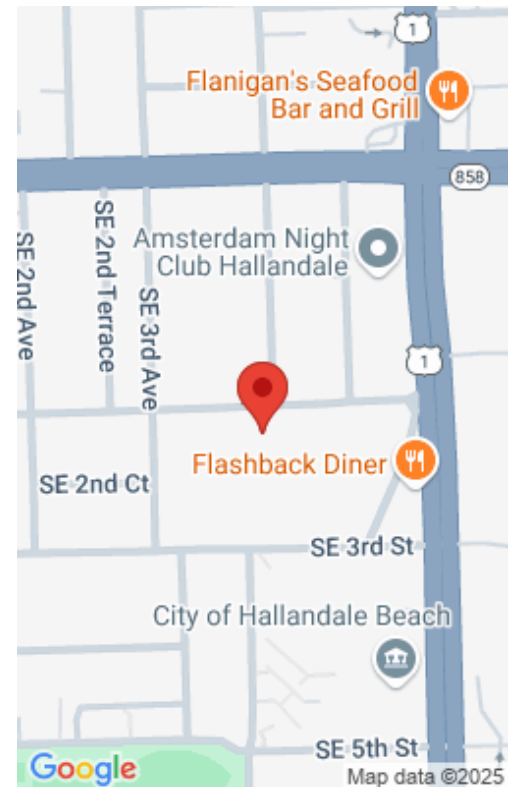 1
Flanigan's Seafood
Bar and Grill
858
SE 2nd Ave
SE 2nd Terrace
SE 3rd Ave
Amsterdam Night
Club Hallandale
1
Flashback Diner
SE 2nd Ct
SE 3rd St
City of Hallandale Beach
SE 5th St
Google
Map data ©2025